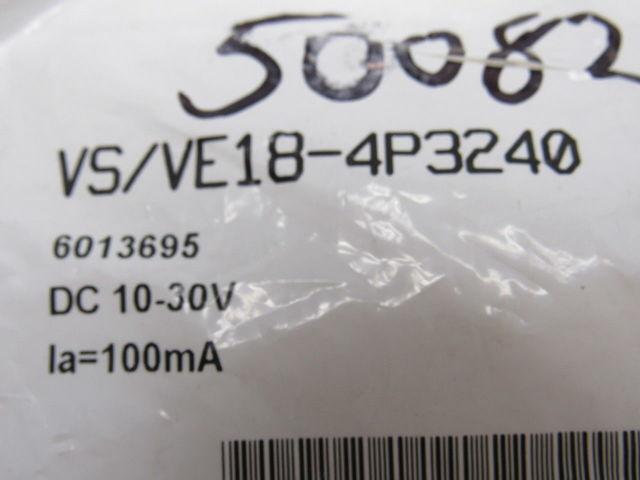 50082
VS/VE18-4P3240
6013695
DC 10-30V
Ia=100mA